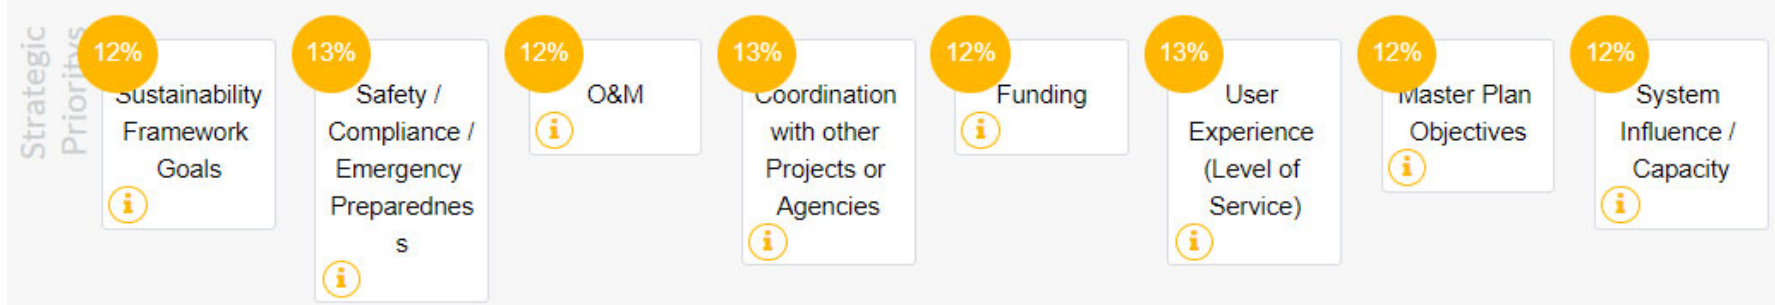 Strategic
Prioritys
12%
Sustainability
Framework
Goals
13%
Safety /
Compliance /
Emergency
Preparednes
s
12%
O&M
13%
Coordination
with other
Projects or
Agencies
12%
Funding
13%
User
Experience
(Level of
Service)
12%
Master Plan
Objectives
12%
System
Influence /
Capacity